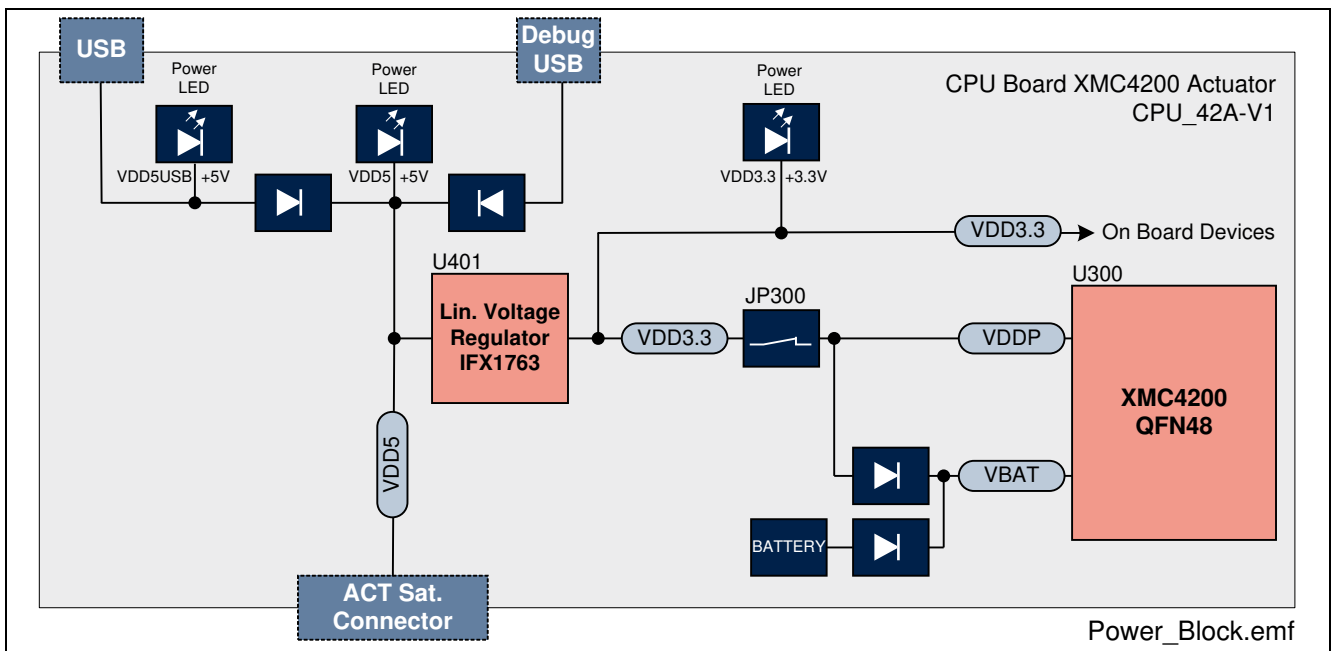 USB
Debug
USB
Power
LED
Power
LED
Power
LED
CPU Board XMC4200 Actuator
CPU_42A-V1
VDD5USB +5V
VDD5 +5V
VDD3.3 +3.3V
VDD3.3
On Board Devices
U401
Lin. Voltage
Regulator
IFX1763
VDD3.3
JP300
VDDP
U300
XMC4200
QFN48
VDD5
VBAT
BATTERY
ACT Sat.
Connector
Power_Block.emf